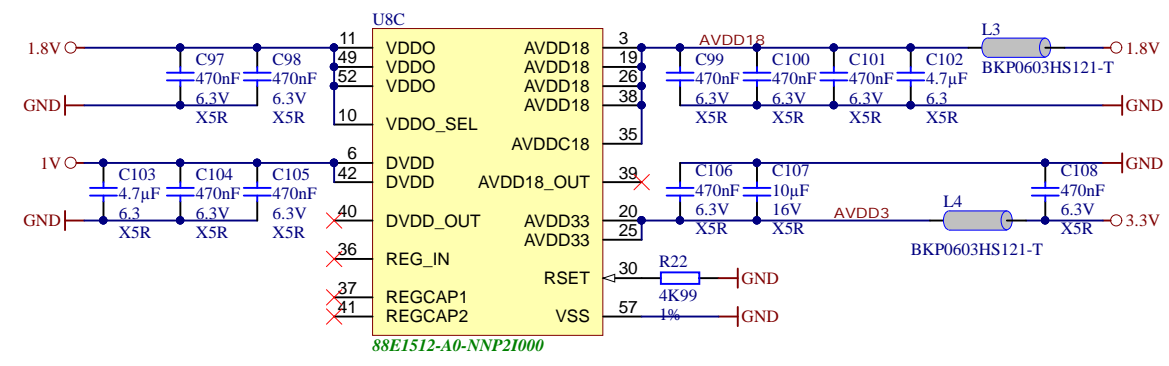 U8C
1.8V
GND
C97
470nF
6.3V
X5R
C98
470nF
6.3V
X5R
11
49
52
10
VDDO
VDDO
VDDO
VDDO_SEL
1V
GND
C103
4.7µF
6.3
X5R
C104
470nF
6.3V
X5R
C105
470nF
6.3V
X5R
6
42
DVDD
DVDD
40
DVDD_OUT
36
REG_IN
37
REGCAP1
41
REGCAP2
AVDD18
AVDD18
AVDD18
AVDD18
AVDDC18
3
19
26
38
35
AVDD18
C99
470nF
6.3V
X5R
C100
470nF
6.3V
X5R
C101
470nF
6.3V
X5R
C102
4.7µF
6.3
X5R
L3
BKP0603HS121-T
1.8V
GND
AVDD18_OUT
39
AVDD33
AVDD33
20
25
C106
470nF
6.3V
X5R
C107
10µF
16V
X5R
AVDD3
L4
BKP0603HS121-T
C108
470nF
6.3V
X5R
GND
3.3V
RSET
30
R22
4K99
1%
GND
VSS
57
GND
88E1512-A0-NNP2I000